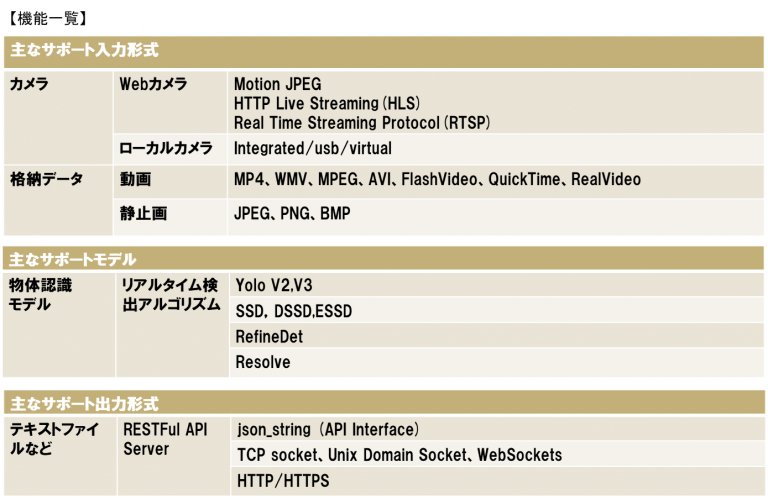 【機能一覧】
主なサポート入力形式
カメラ
Webカメラ
Motion JPEG
HTTP Live Streaming(HLS)
Real Time Streaming Protocol(RTSP)
ローカルカメラ
Integrated/usb/virtual
格納データ
動画
MP4、WMV、MPEG、AVI、FlashVideo、QuickTime、RealVideo
静止画
JPEG、PNG、BMP
主なサポートモデル
物体認識
モデル
リアルタイム検
出アルゴリズム
Yolo V2,V3
SSD, DSSD,ESSD
RefineDet
Resolve
主なサポート出力形式
テキストファイ
ルなど
RESTFul API
Server
json_string (API Interface)
TCP socket、Unix Domain Socket、WebSockets
HTTP/HTTPS